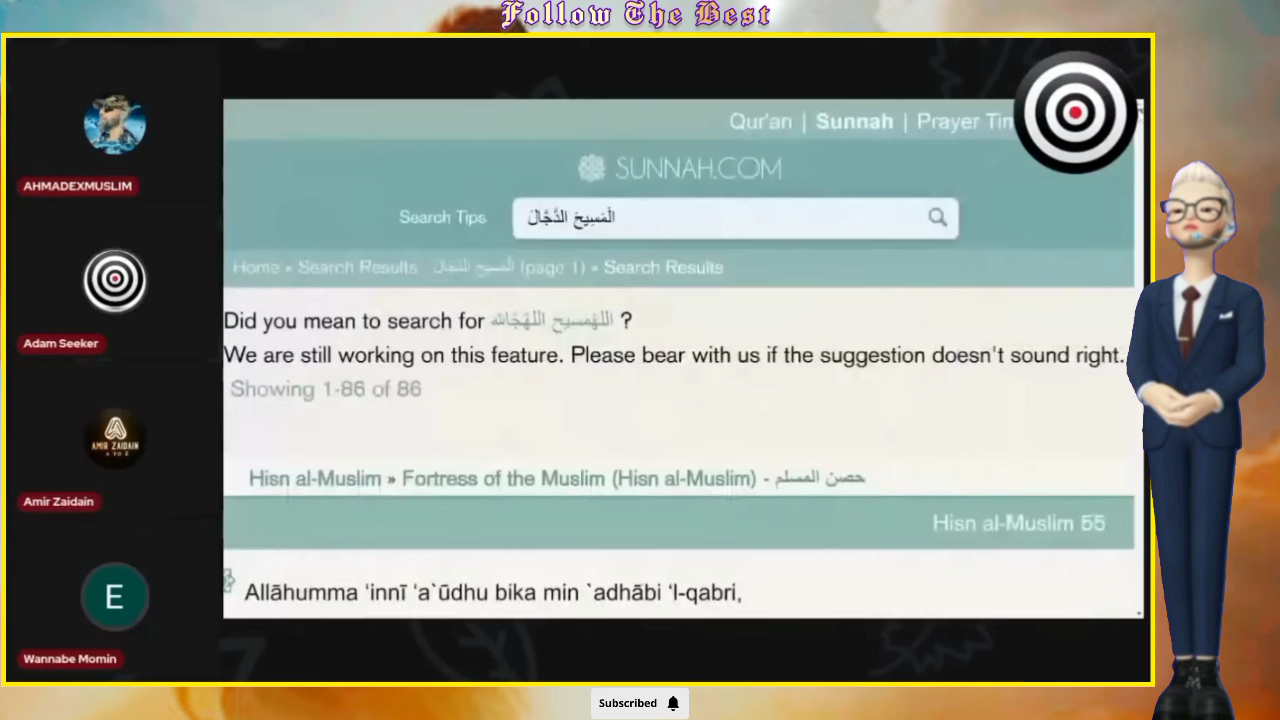 Follow The Best
AHMADEXMUSLIM
Adam Seeker
AMIR ZAIDAIN
A TO Z
Amir Zaidain
E
Wannabe Momin
Qur'an | Sunnah | Prayer Tim
SUNNAH.COM
Search Tips
الْمَسِيحِ الدَّجَّالَ
Home » Search Results - المسيح الدجال (page 1) » Search Results
Did you mean to search for ?
We are still working on this feature. Please bear with us if the suggestion doesn't sound right.
Showing 1-86 of 86
Hisn al-Muslim » Fortress of the Muslim (Hisn al-Muslim) - حصن المسلم
Hisn al-Muslim 55
Allāhumma 'innī 'a`ūdhu bika min `adhābi 'l-qabri,
Subscribed